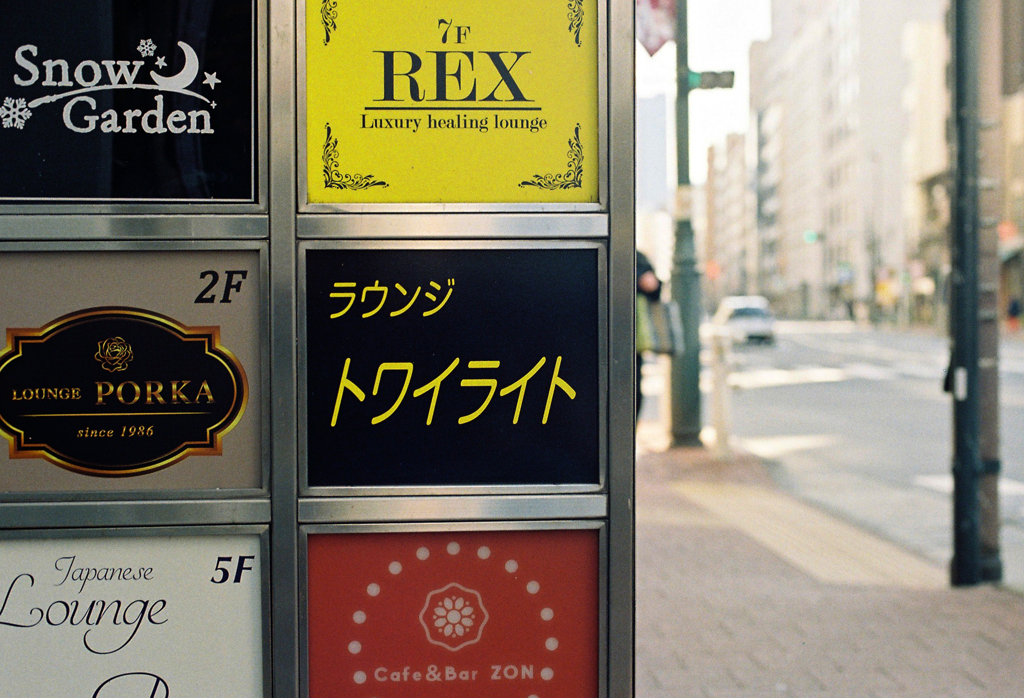 Snow
Garden
7F
REX
Luxury healing lounge
2F
LOUNGE PORKA
since 1986
ラウンジ
トワイライト
5F
Japanese
Lounge
Cafe&Bar ZON